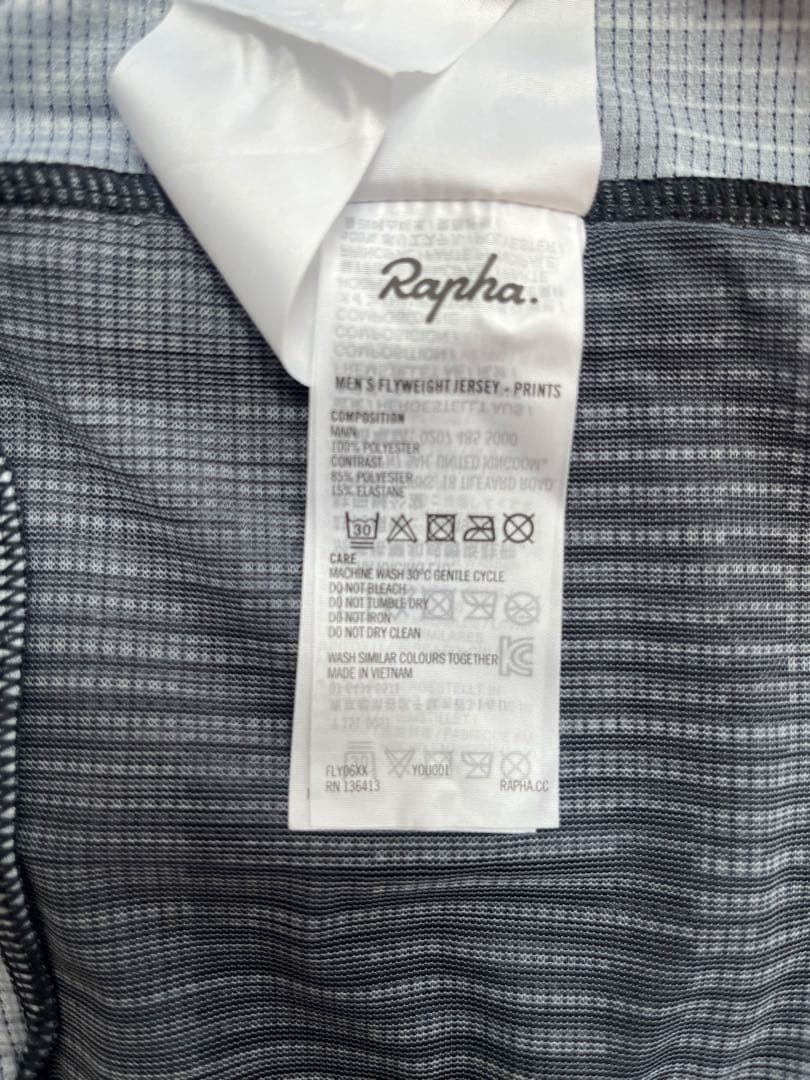 Rapha.
MEN'S FLYWEIGHT JERSEY - PRINTS
COMPOSITION
MAIN
100% POLYESTER
CONTRAST
85% POLYESTER
15% ELASTANE
30
CARE
MACHINE WASH 30°C GENTLE CYCLE
DO NOT BLEACH
DO NOT TUMBLE DRY
DO NOT IRON
DO NOT DRY CLEAN
WASH SIMILAR COLOURS TOGETHER
MADE IN VIETNAM
FLY06XX YOU001
RN 136413 RAPHA.CC